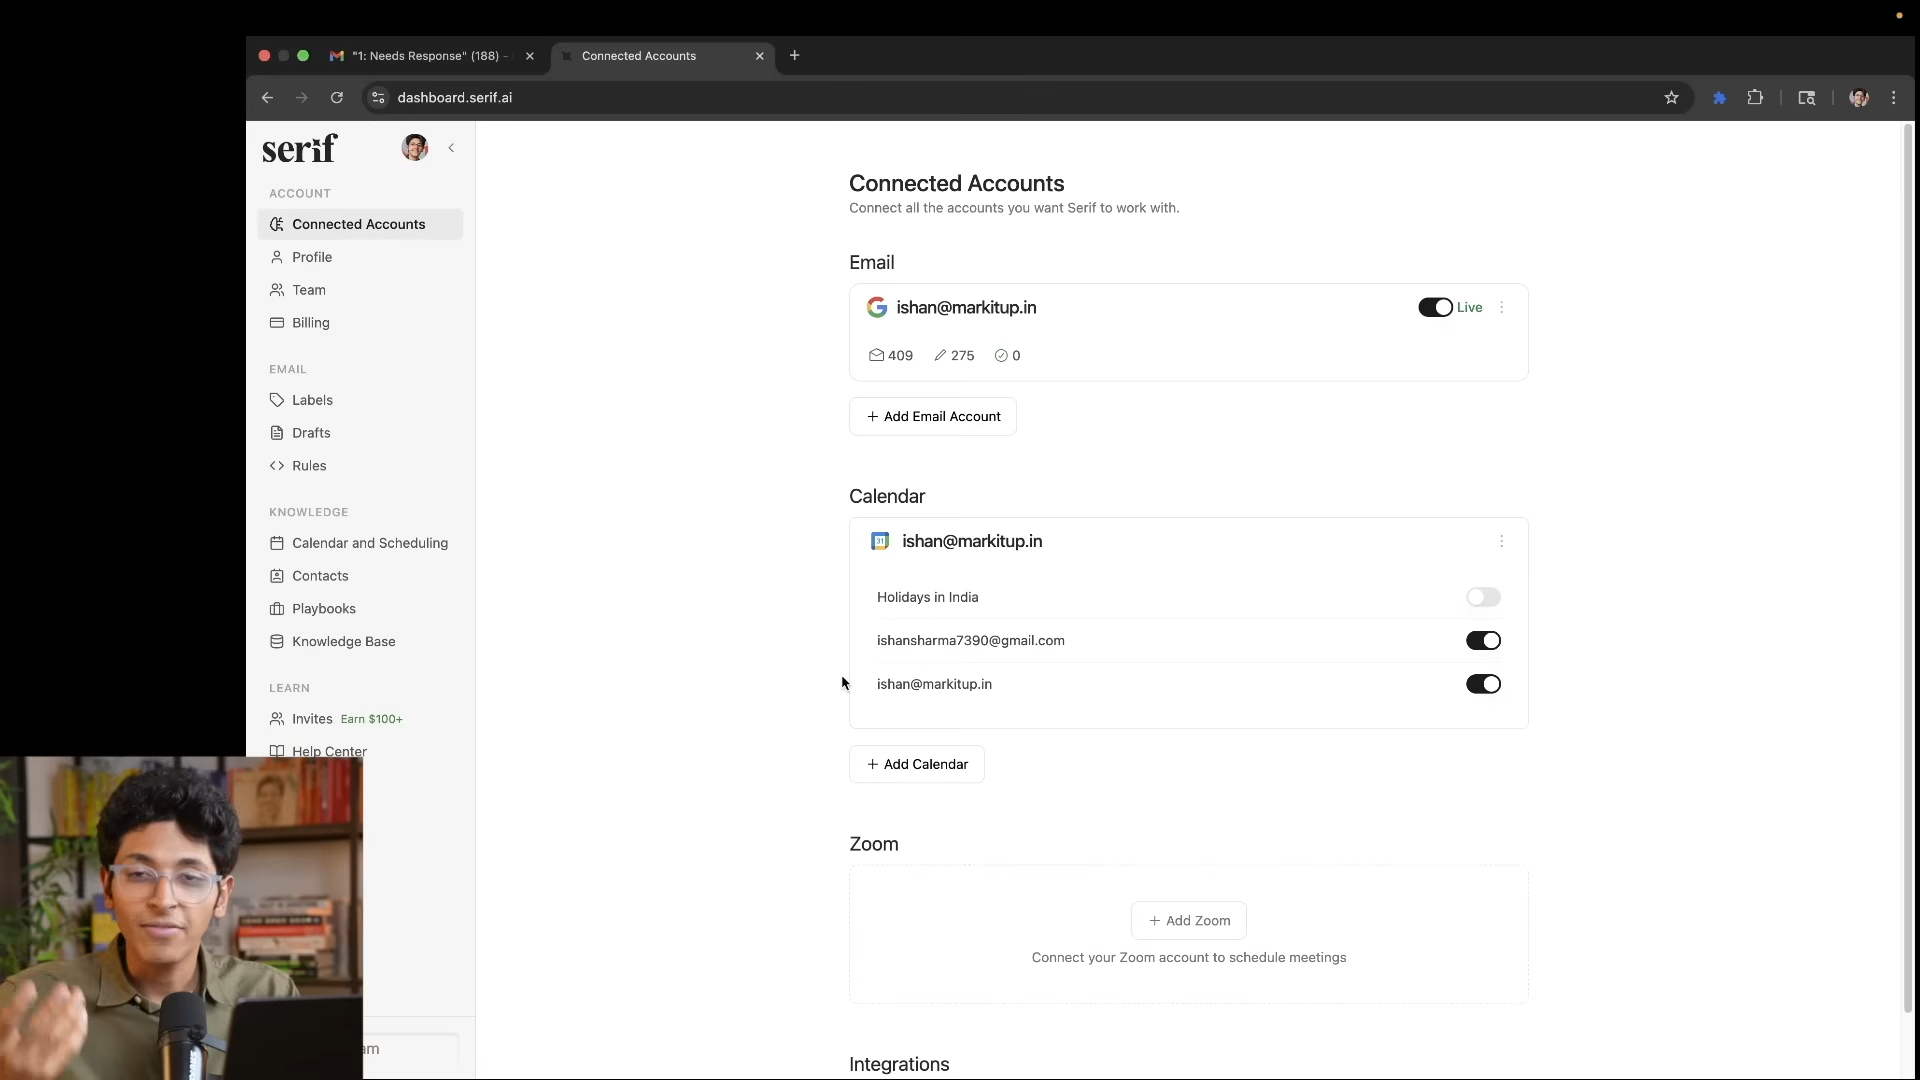 "1: Needs Response" (188) -
Connected Accounts
dashboard.serif.ai
serif
ACCOUNT
Connected Accounts
Profile
Team
Billing
EMAIL
Labels
Drafts
Rules
KNOWLEDGE
Calendar and Scheduling
Contacts
Playbooks
Knowledge Base
LEARN
Invites Earn $100+
Help Center
am
Connected Accounts
Connect all the accounts you want Serif to work with.
Email
ishan@markitup.in
Live
409 275 0
+ Add Email Account
Calendar
31 ishan@markitup.in
Holidays in India
ishansharma7390@gmail.com
ishan@markitup.in
+ Add Calendar
Zoom
+ Add Zoom
Connect your Zoom account to schedule meetings
Integrations